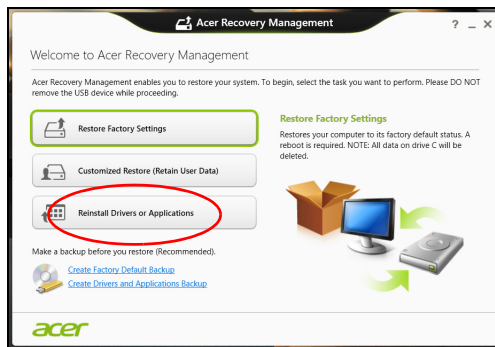 Acer Recovery Management
? _ X
Welcome to Acer Recovery Management
Acer Recovery Management enables you to restore your system. To begin, select the task you want to perform. Please DO NOT
remove the USB device while proceeding.
Restore Factory Settings
Customized Restore (Retain User Data)
Reinstall Drivers or Applications
Restore Factory Settings
Restores your computer to its factory default status. A
reboot is required. NOTE: All data on drive C will be
deleted.
Make a backup before you restore (Recommended).
Create Factory Default Backup
Create Drivers and Applications Backup
acer